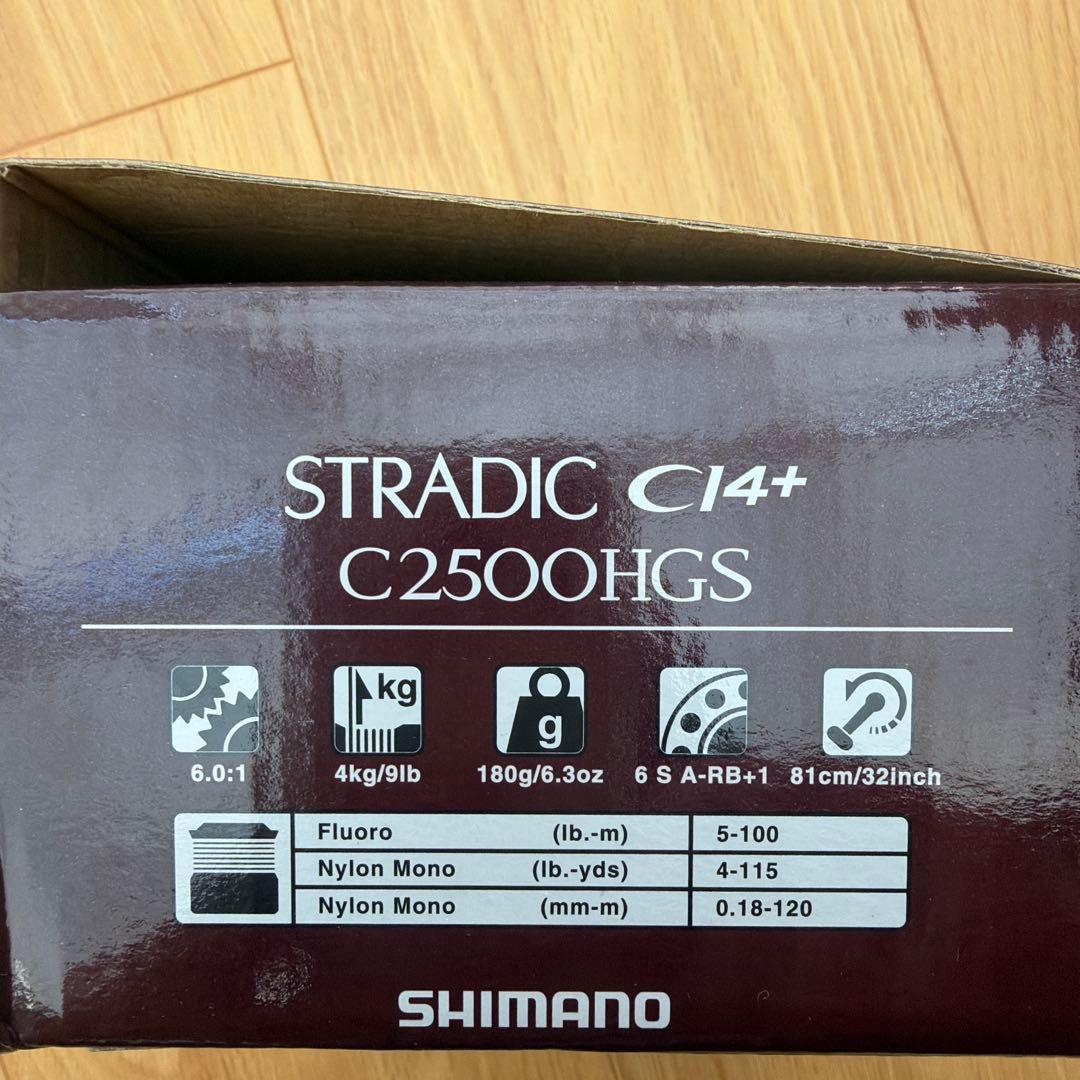 STRADIC CI4+
C2500HGS
kg
g
6.0:1 4kg/9lb 180g/6.3oz 6 S A-RB+1 81cm/32inch
Fluoro (lb.-m) 5-100
Nylon Mono (lb.-yds) 4-115
Nylon Mono (mm-m) 0.18-120
SHIMANO